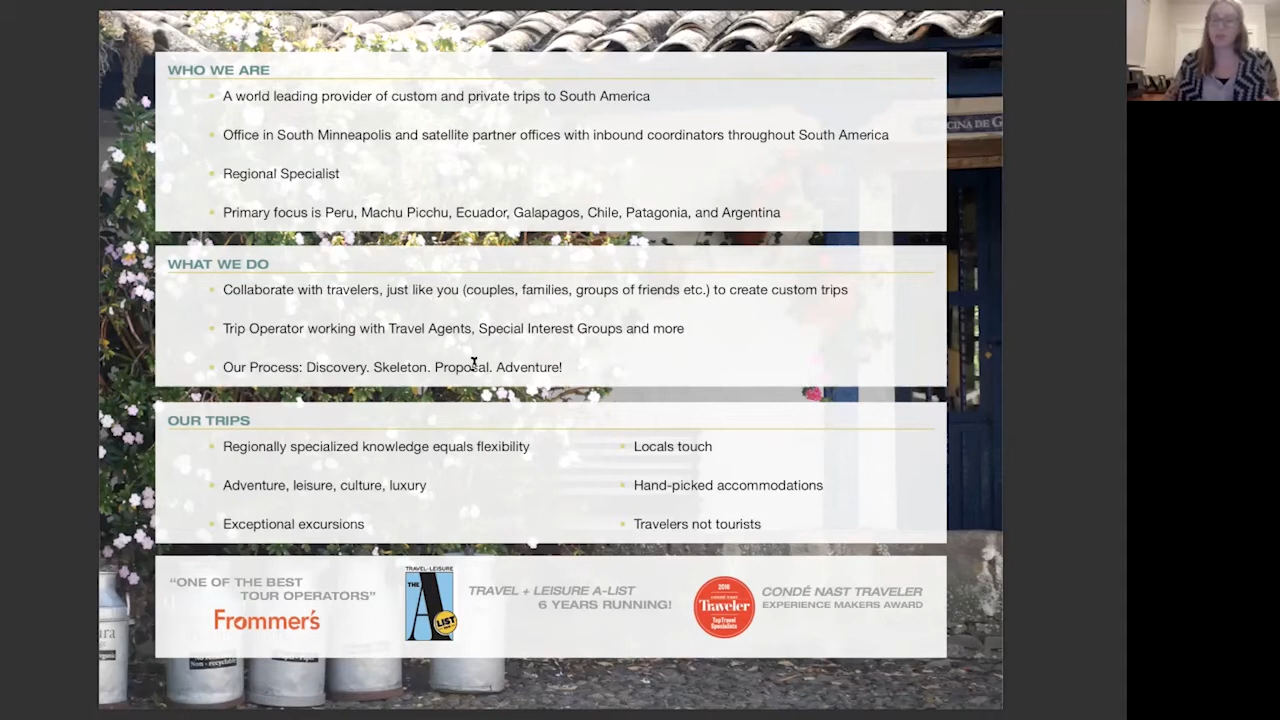 WHO WE ARE
A world leading provider of custom and private trips to South America
Office in South Minneapolis and satellite partner offices with inbound coordinators throughout South America
Regional Specialist
Primary focus is Peru, Machu Picchu, Ecuador, Galapagos, Chile, Patagonia, and Argentina
CINA DE G
WHAT WE DO
Collaborate with travelers, just like you (couples, families, groups of friends etc.) to create custom trips
Trip Operator working with Travel Agents, Special Interest Groups and more
Our Process: Discovery. Skeleton. Proposal. Adventure!
OUR TRIPS
Regionally specialized knowledge equals flexibility
Adventure, leisure, culture, luxury
Exceptional excursions
Locals touch
Hand-picked accommodations
Travelers not tourists
“ONE OF THE BEST
TOUR OPERATORS”
Frommer's
TRAVEL+LEISURE
THE
A
LIST
TRAVEL + LEISURE A-LIST
6 YEARS RUNNING!
2016
CONDÉ NAST
Traveler
Top Travel
Specialists
CONDÉ NAST TRAVELER
EXPERIENCE MAKERS AWARD
Non - recyclable